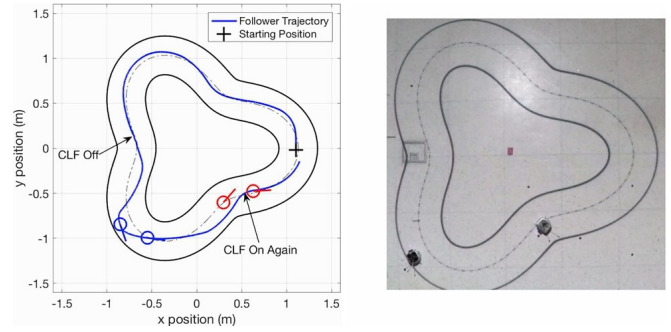 Follower Trajectory
Starting Position
1.5
1
0.5
0
-0.5
-1
-1.5
y position (m)
CLF Off
CLF On Again
-1.5
-1
-0.5
0
0.5
1
1.5
x position (m)